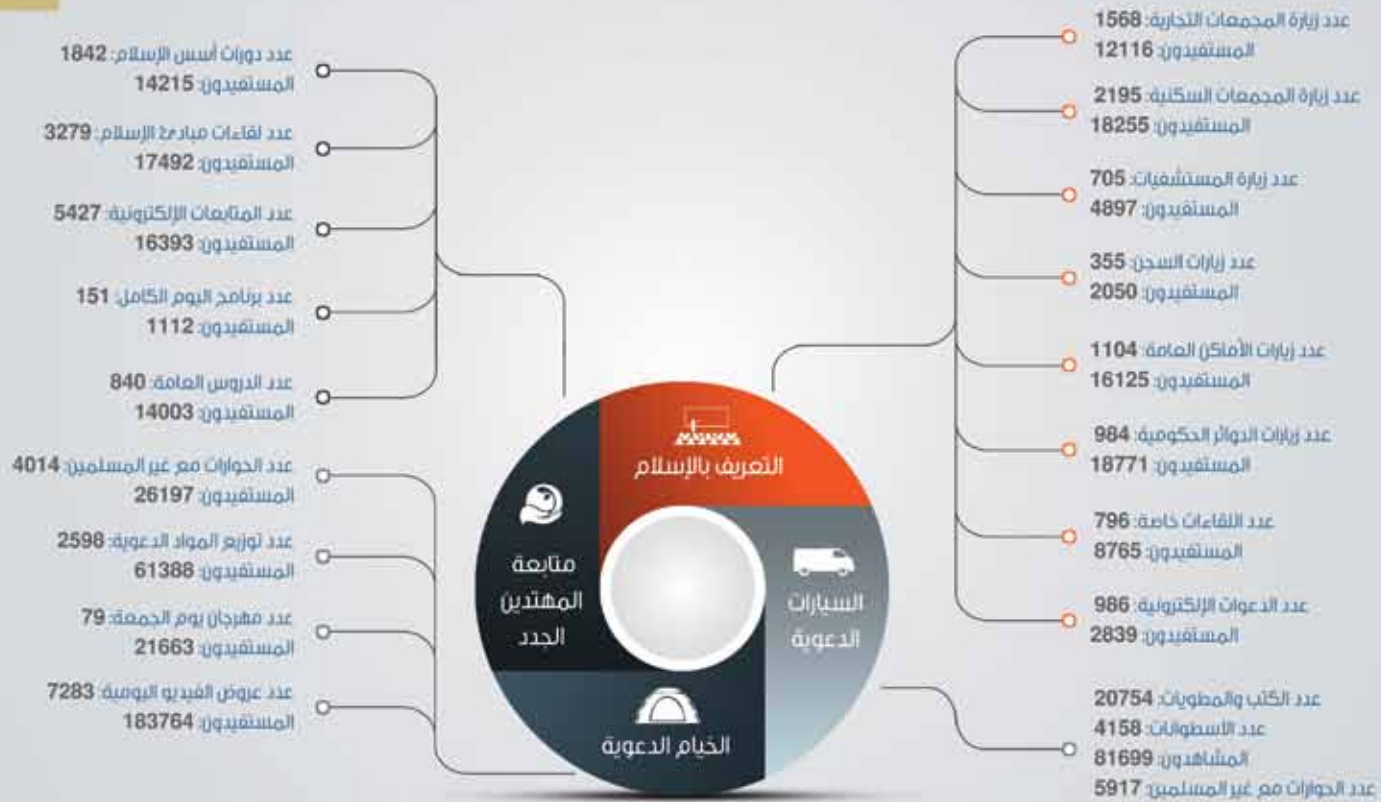 عدد زيارة المجمعات التجارية: 1568
المستفيدون: 12116
عدد زيارة المجمعات السكنية: 2195
المستفيدون: 18255
عدد زيارة المستشفيات: 705
المستفيدون: 4897
عدد زيارات السجن: 355
المستفيدون: 2050
عدد زيارات الأماكن العامة: 1104
المستفيدون: 16125
عدد زيارات الدوائر الحكومية: 984
المستفيدون: 18771
عدد اللقاءات خاصة: 796
المستفيدون: 8765
عدد الدعوات الإلكترونية: 986
المستفيدون: 2839
عدد الكتب والمطويات: 20754
عدد الأسطوانات: 4158
المشاهدون: 81699
عدد الحوارات مع غير المسلمين: 5917
التعريف بالإسلام
السيارات
الدعوية
متابعة
المهتدين
الجدد
الخيام الدعوية
عدد دورات أسس الإسلام: 1842
المستفيدون: 14215
عدد لقاءات مبادئ الإسلام: 3279
المستفيدون: 17492
عدد المتابعات الإلكترونية: 5427
المستفيدون: 16393
عدد برنامج اليوم الكامل: 151
المستفيدون: 1112
عدد الدروس العامة: 840
المستفيدون: 14003
عدد الحوارات مع غير المسلمين: 4014
المستفيدون: 26197
عدد توزيع المواد الدعوية: 2598
المستفيدون: 61388
عدد مهرجان يوم الجمعة: 79
المستفيدون: 21663
عدد عروض الفيديو اليومية: 7283
المستفيدون: 183764